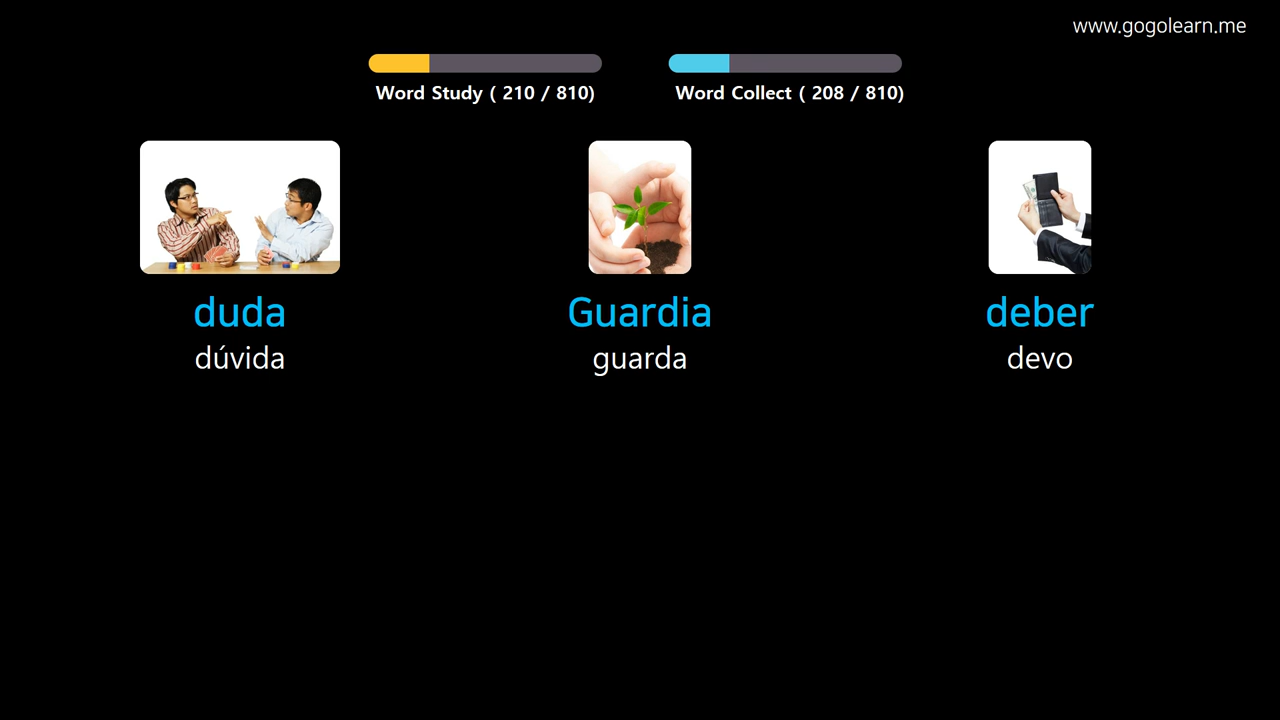 www.gogolearn.me
Word Study ( 210 / 810)
Word Collect ( 208 / 810)
duda
dúvida
Guardia
guarda
deber
devo